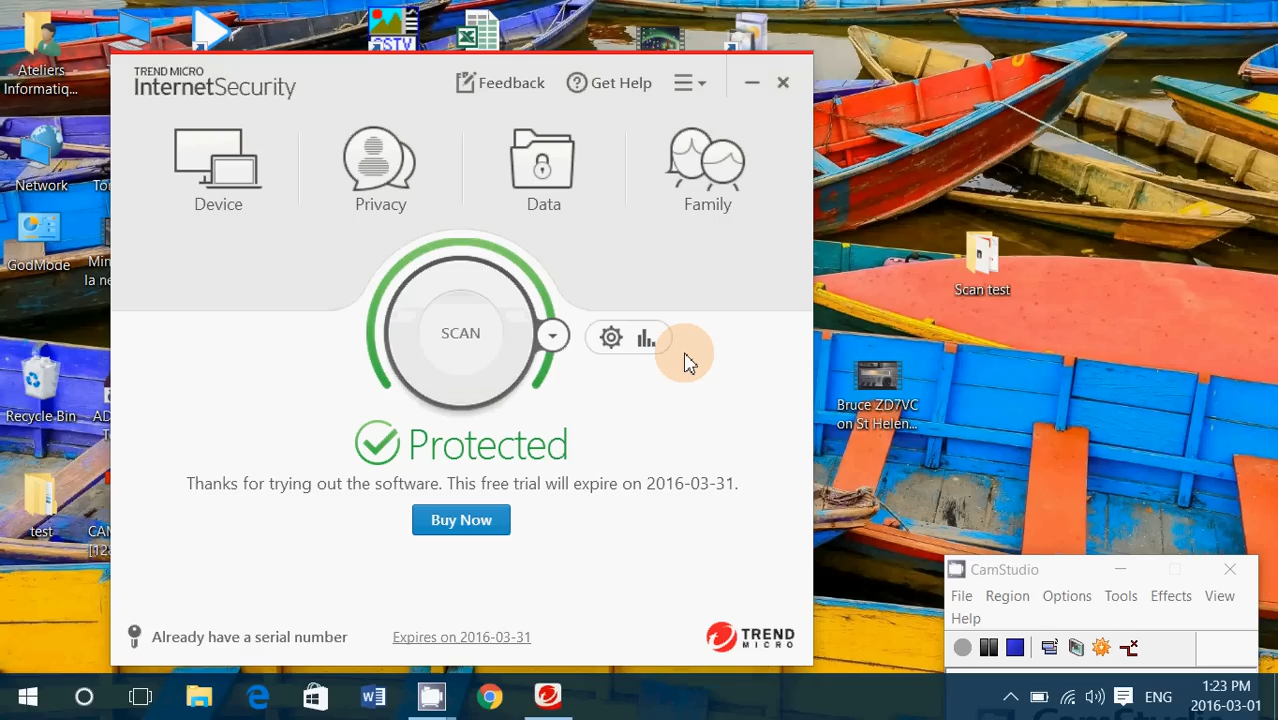 Ateliers
Informatiq...
Network
GodMode
Recycle Bin
test
SSTV
TREND MICRO
InternetSecurity
Feedback
Get Help
Device
Privacy
Data
Family
SCAN
Protected
Thanks for trying out the software. This free trial will expire on 2016-03-31.
Buy Now
Already have a serial number
Expires on 2016-03-31
TREND
MICRO
Scan test
Bruce ZD7VC
on St Helen...
CamStudio
File Region Options Tools Effects View
Help
ENG
1:23 PM
2016-03-01